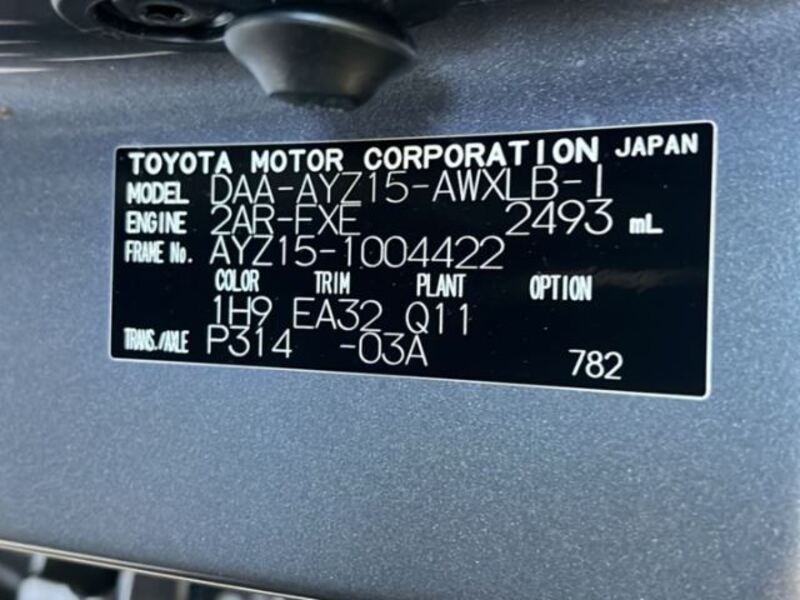 TOYOTA MOTOR CORPORATION JAPAN
MODEL DAA-AYZ15-AWXLB-I
ENGINE 2AR-FXE 2493 mL
FRAME No. AYZ15-1004422
COLOR TRIM PLANT OPTION
1H9 EA32 Q11
TRANS./AXLE P314 -03A
782